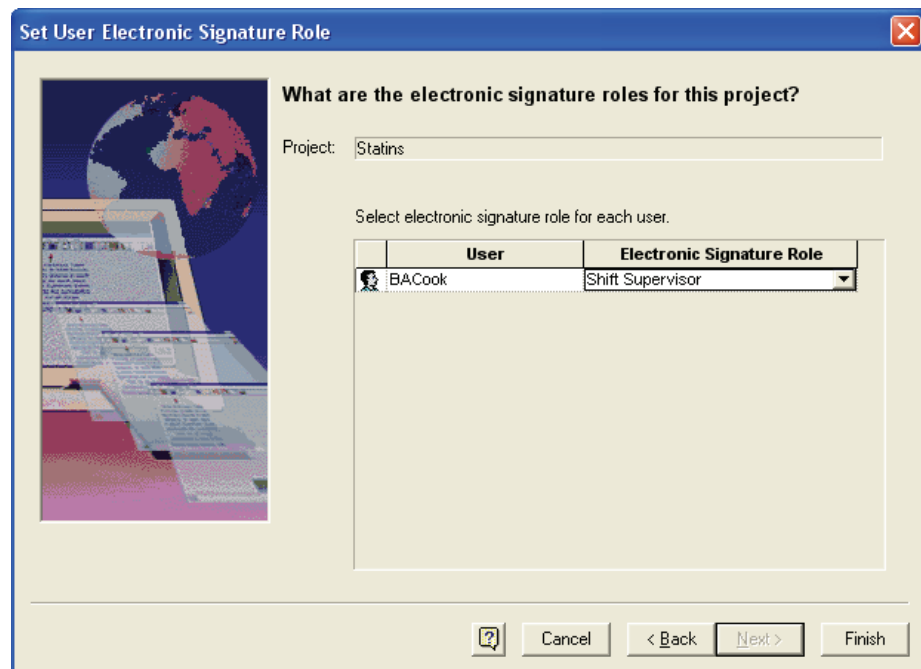 Set User Electronic Signature Role
What are the electronic signature roles for this project?
Project: Statins
Select electronic signature role for each user.
User Electronic Signature Role
BACook Shift Supervisor
? Cancel < Back Next > Finish